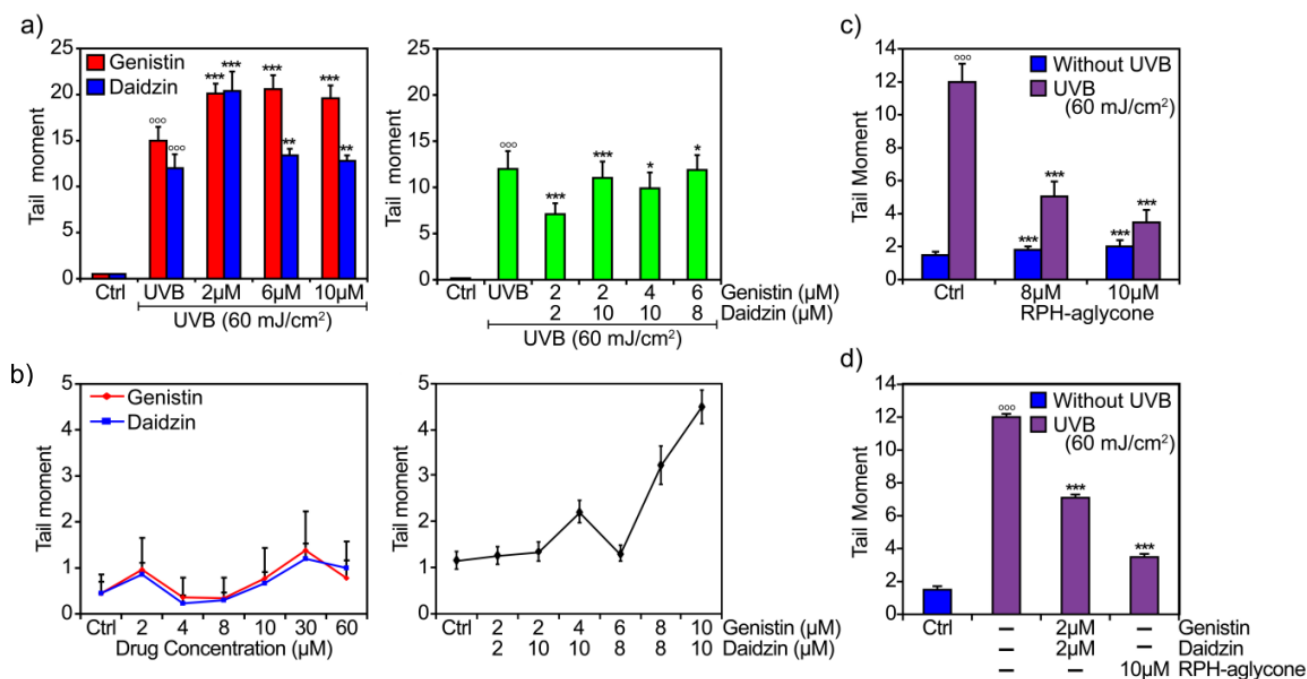 a)
Genistin
Daidzin
25
20
15
10
5
0
Tail moment
°°°
°°°
***
***
***
**
***
**
Ctrl
UVB
2µM
6µM
10µM
UVB (60 mJ/cm²)
25
20
15
10
5
0
Tail moment
°°°
***
***
*
*
Ctrl UVB 2 2 4 6 Genistin (µM)
2 10 10 8 Daidzin (µM)
UVB (60 mJ/cm²)
b)
Genistin
Daidzin
5
4
3
2
1
0
Tail moment
Ctrl 2 4 8 10 30 60
Drug Concentration (µM)
5
4
3
2
1
0
Tail moment
Ctrl 2 2 4 6 8 10 Genistin (µM)
2 10 10 8 8 10 Daidzin (µM)
c)
Without UVB
UVB
(60 mJ/cm²)
14
12
10
8
6
4
2
0
Tail Moment
°°°
***
***
***
***
Ctrl 8µM 10µM
RPH-aglycone
d)
Without UVB
UVB
(60 mJ/cm²)
14
12
10
8
6
4
2
0
Tail Moment
°°°
***
***
Ctrl – 2µM – Genistin
– 2µM – Daidzin
– – 10µM RPH-aglycone